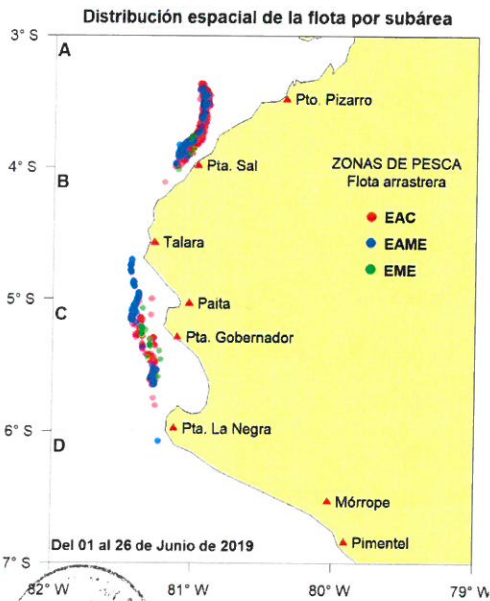 Distribución espacial de la flota por subárea
3° S
A
Pto. Pizarro
4° S
Pta. Sal
B
ZONAS DE PESCA
Flota arrastrera
EAC
EAME
EME
Talara
5° S
C
Paita
Pta. Gobernador
6° S
D
Pta. La Negra
Mórrope
Pimentel
Del 01 al 26 de Junio de 2019
7° S
82° W
81° W
80° W
79° W